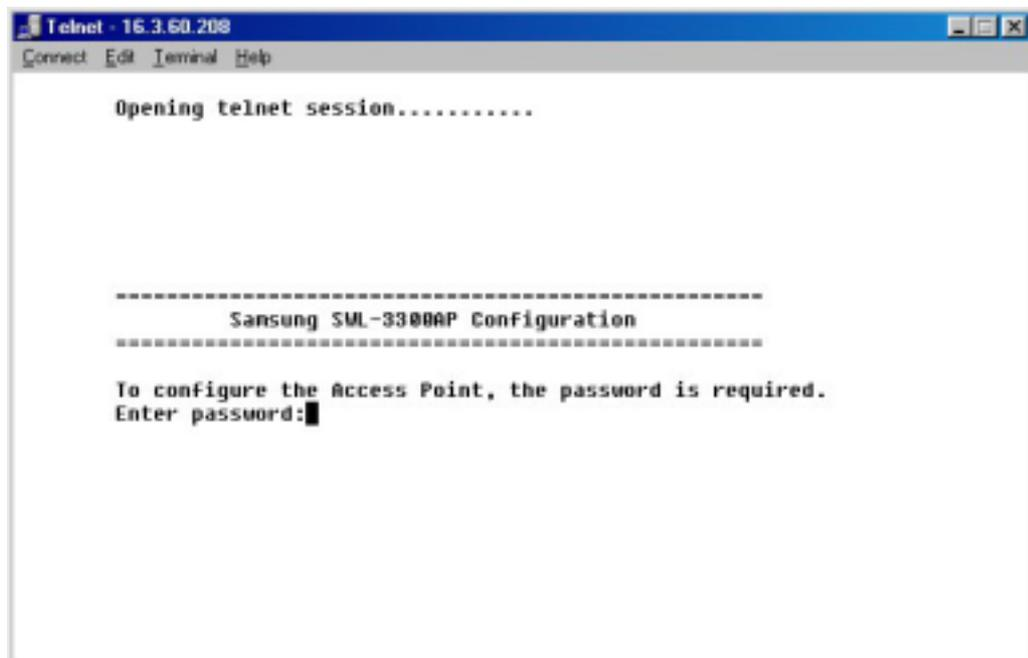 Telnet - 16.3.60.208
Connect Edit Terminal Help
Opening telnet session...........
---------------------------------------------------
Samsung SWL-3300AP Configuration
---------------------------------------------------
To configure the Access Point, the password is required.
Enter password: